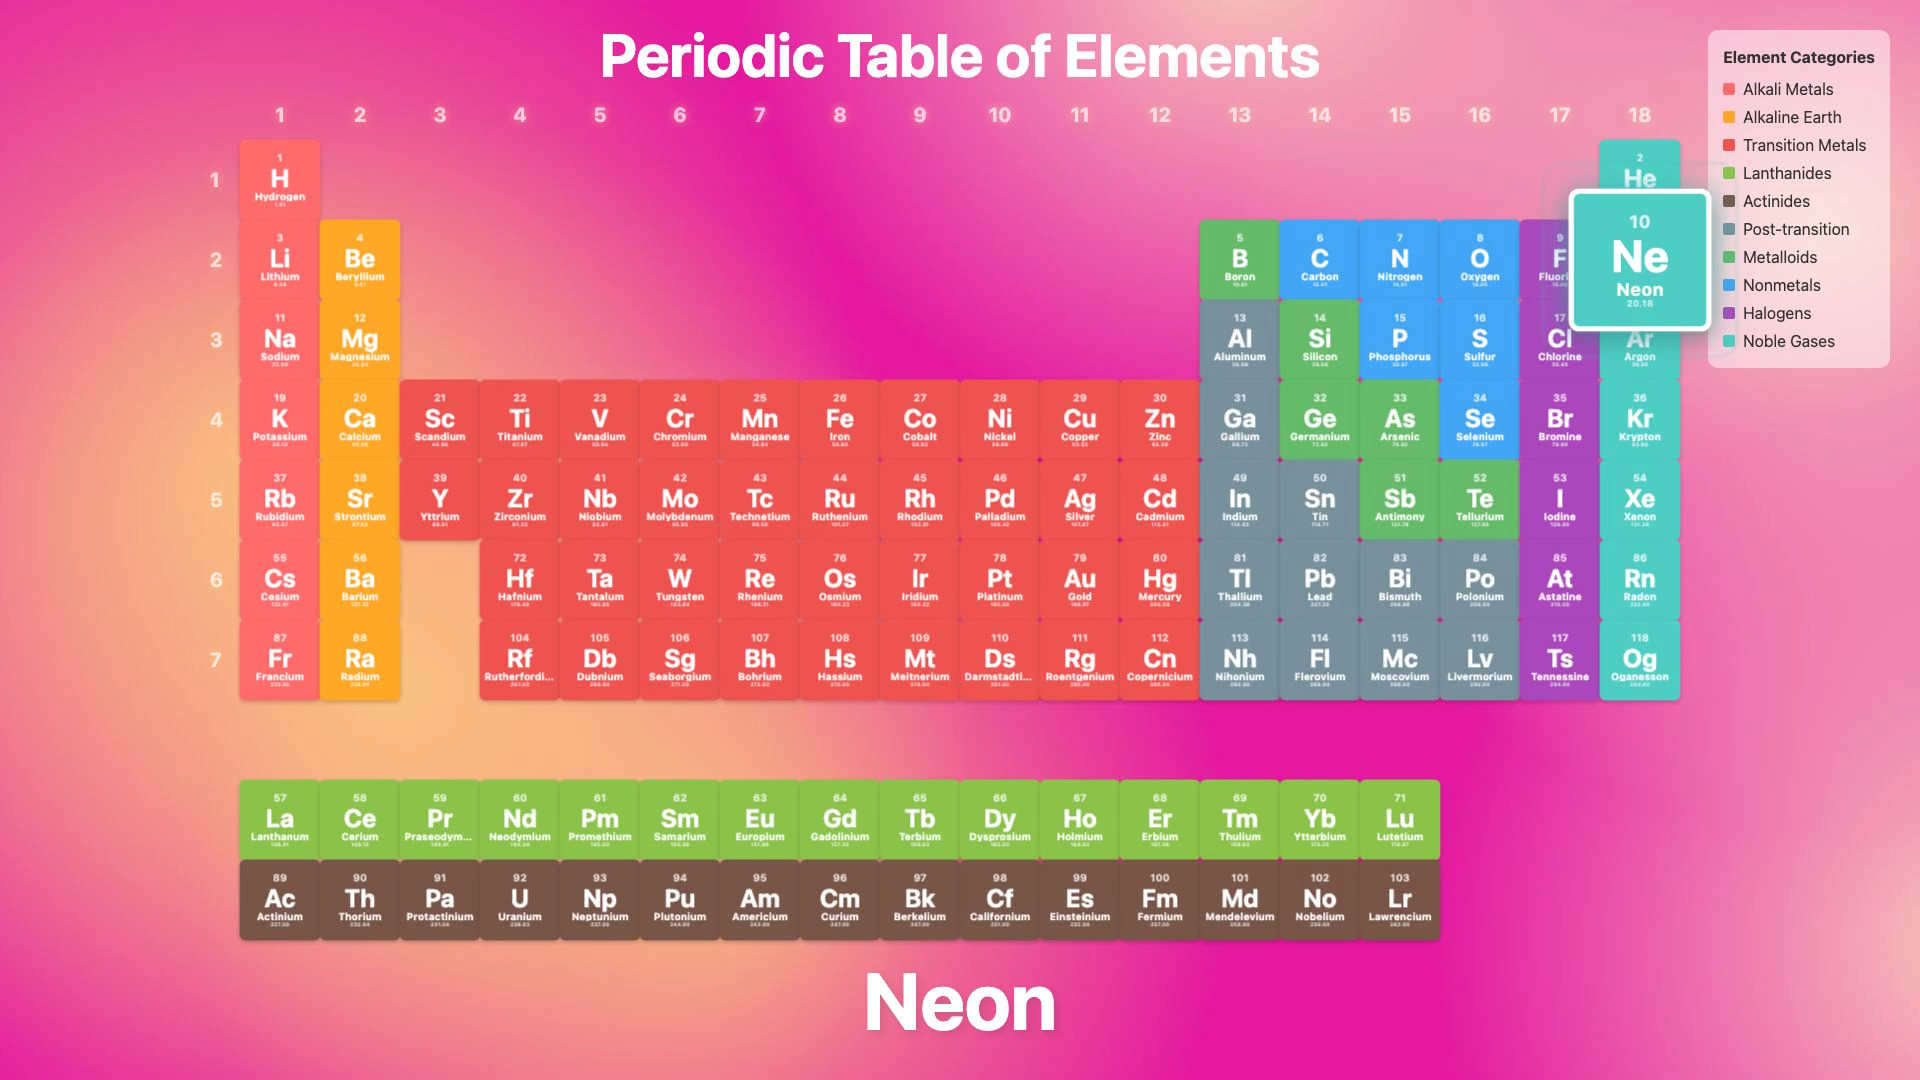 Periodic Table of Elements
Element Categories
Alkali Metals
Alkaline Earth
Transition Metals
Lanthanides
Actinides
Post-transition
Metalloids
Nonmetals
Halogens
Noble Gases
1 2 3 4 5 6 7 8 9 10 11 12 13 14 15 16 17 18
1
1 2
H He
Hydrogen
2
3 4 5 6 7 8 9 10
Li Be B C N O F Ne
Lithium Beryllium Boron Carbon Nitrogen Oxygen Neon
20.18
3
11 12 13 14 15 16 17
Na Mg Al Si P S Cl Ar
Sodium Magnesium Aluminum Silicon Phosphorus Sulfur Chlorine Argon
4
19 20 21 22 23 24 25 26 27 28 29 30 31 32 33 34 35 36
K Ca Sc Ti V Cr Mn Fe Co Ni Cu Zn Ga Ge As Se Br Kr
Potassium Calcium Scandium Titanium Vanadium Chromium Manganese Iron Cobalt Nickel Copper Zinc Gallium Germanium Arsenic Selenium Bromine Krypton
5
37 38 39 40 41 42 43 44 45 46 47 48 49 50 51 52 53 54
Rb Sr Y Zr Nb Mo Tc Ru Rh Pd Ag Cd In Sn Sb Te I Xe
Rubidium Strontium Yttrium Zirconium Niobium Molybdenum Technetium Ruthenium Rhodium Palladium Silver Cadmium Indium Tin Antimony Tellurium Iodine Xenon
6
55 56 72 73 74 75 76 77 78 79 80 81 82 83 84 85 86
Cs Ba Hf Ta W Re Os Ir Pt Au Hg Tl Pb Bi Po At Rn
Cesium Barium Hafnium Tantalum Tungsten Rhenium Osmium Iridium Platinum Gold Mercury Thallium Lead Bismuth Polonium Astatine Radon
7
87 88 104 105 106 107 108 109 110 111 112 113 114 115 116 117 118
Fr Ra Rf Db Sg Bh Hs Mt Ds Rg Cn Nh Fl Mc Lv Ts Og
Francium Radium Rutherfordi... Dubnium Seaborgium Bohrium Hassium Meitnerium Darmstadti... Roentgenium Copernicium Nihonium Flerovium Moscovium Livermorium Tennessine Oganesson
57 58 59 60 61 62 63 64 65 66 67 68 69 70 71
La Ce Pr Nd Pm Sm Eu Gd Tb Dy Ho Er Tm Yb Lu
Lanthanum Cerium Praseodym... Neodymium Promethium Samarium Europium Gadolinium Terbium Dysprosium Holmium Erbium Thulium Ytterbium Lutetium
89 90 91 92 93 94 95 96 97 98 99 100 101 102 103
Ac Th Pa U Np Pu Am Cm Bk Cf Es Fm Md No Lr
Actinium Thorium Protactinium Uranium Neptunium Plutonium Americium Curium Berkelium Californium Einsteinium Fermium Mendelevium Nobelium Lawrencium
Neon